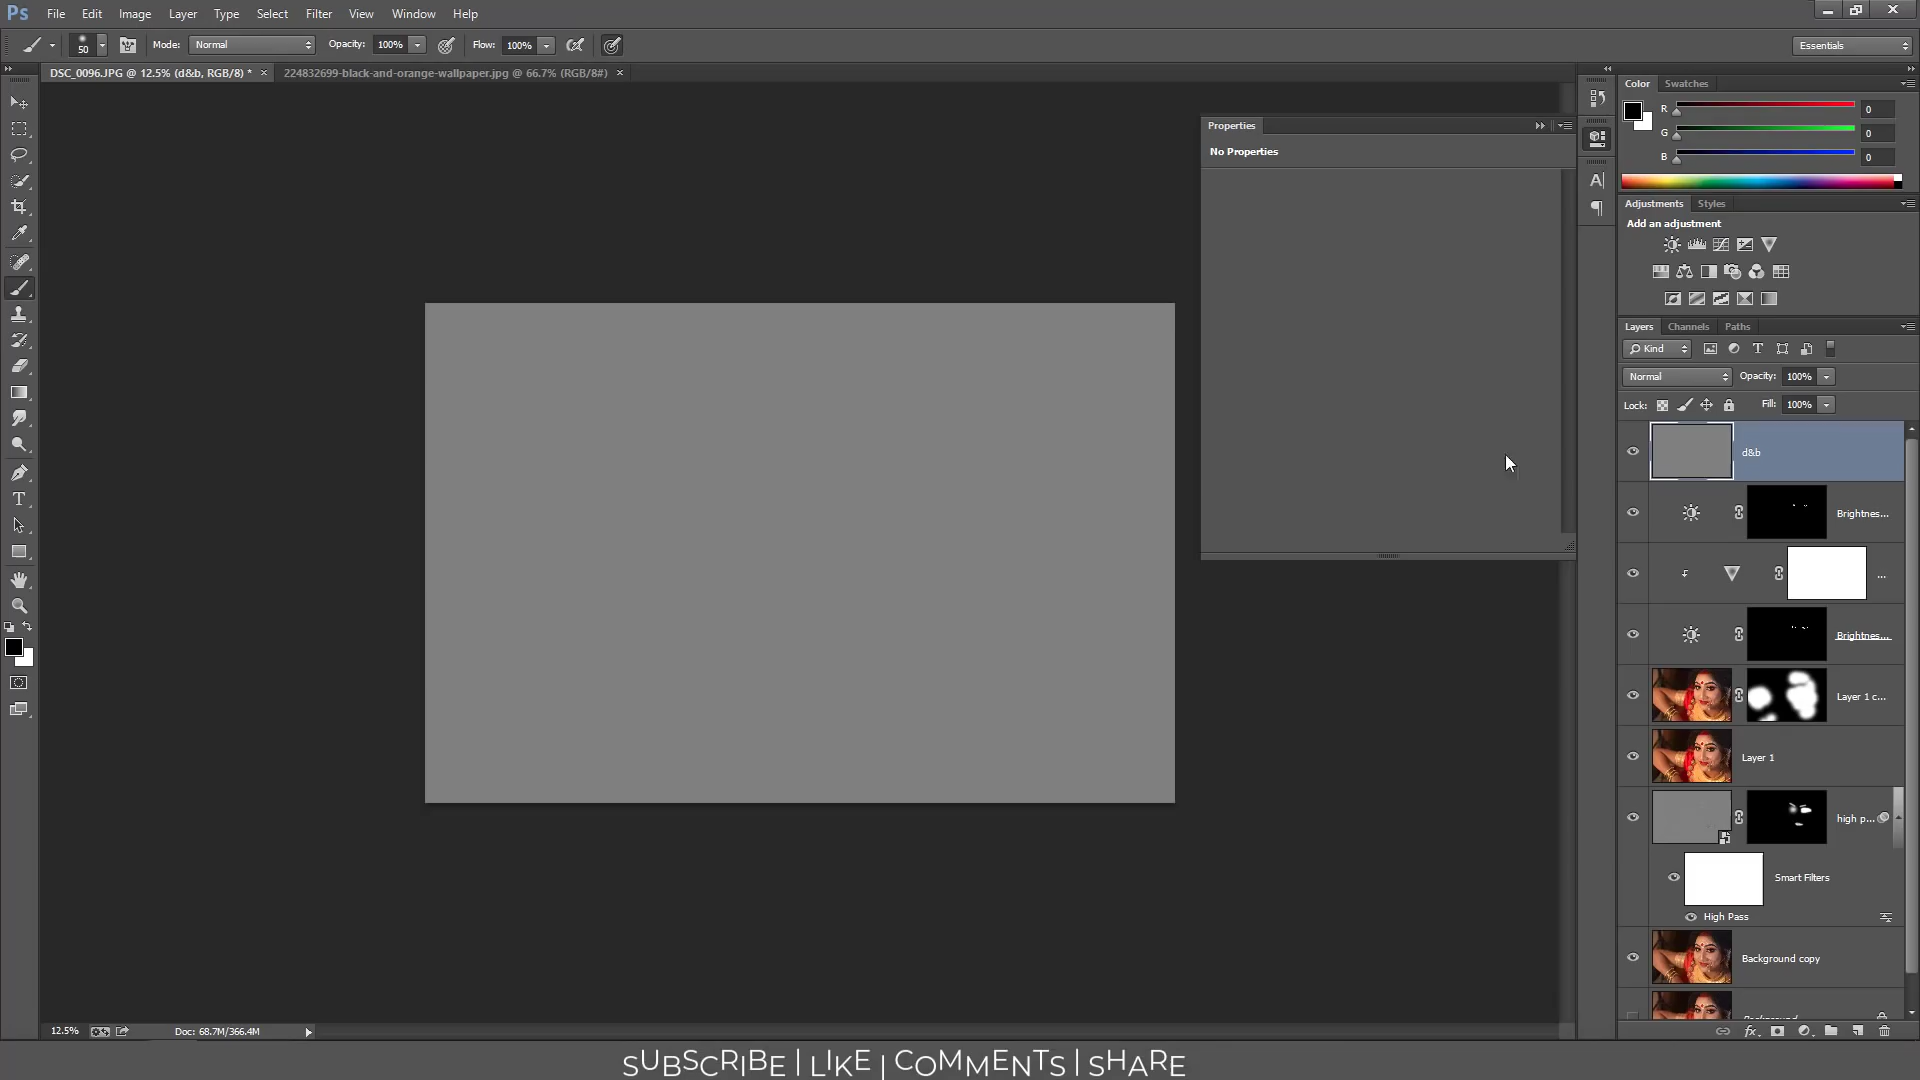 Ps File Edit Image Layer Type Select Filter 3D View Window Help
50 Mode: Normal Opacity: 100% Flow: 100% Essentials
DSC_0096.JPG @ 12.5% (d&b, RGB/8) * × 224832699-black-and-orange-wallpaper.jpg @ 66.7% (RGB/8#) ×
Color Swatches
R 0
G 0
B 0
Properties
No Properties
Adjustments Styles
Add an adjustment
Layers Channels Paths
Kind
Normal Opacity: 100%
Lock: Fill: 100%
d&b
Brightnes...
...
Brightnes...
Layer 1 c...
Layer 1
high p...
Smart Filters
High Pass
Background copy
Background
12.5% Doc: 68.7M/366.4M
SUBSCRIBE | LIKE | COMMENTS | SHARE